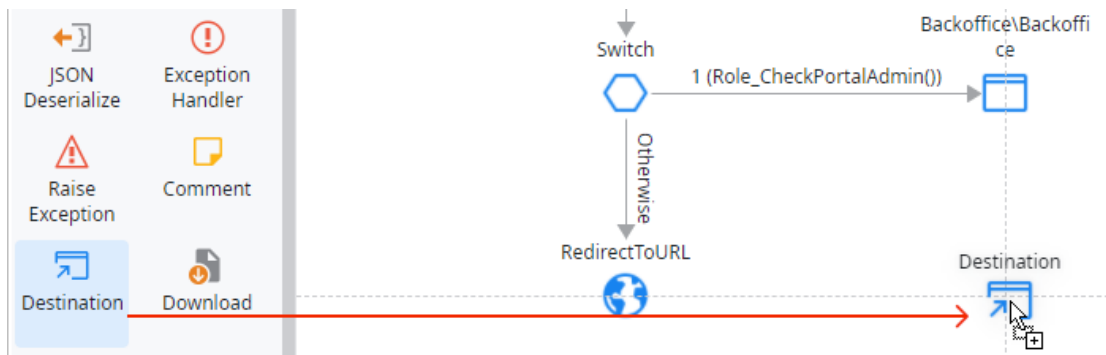 JSON
Deserialize
Exception
Handler
Raise
Exception
Comment
Destination
Download
Switch
1 (Role_CheckPortalAdmin())
Backoffice\Backoffi
ce
Otherwise
RedirectToURL
Destination